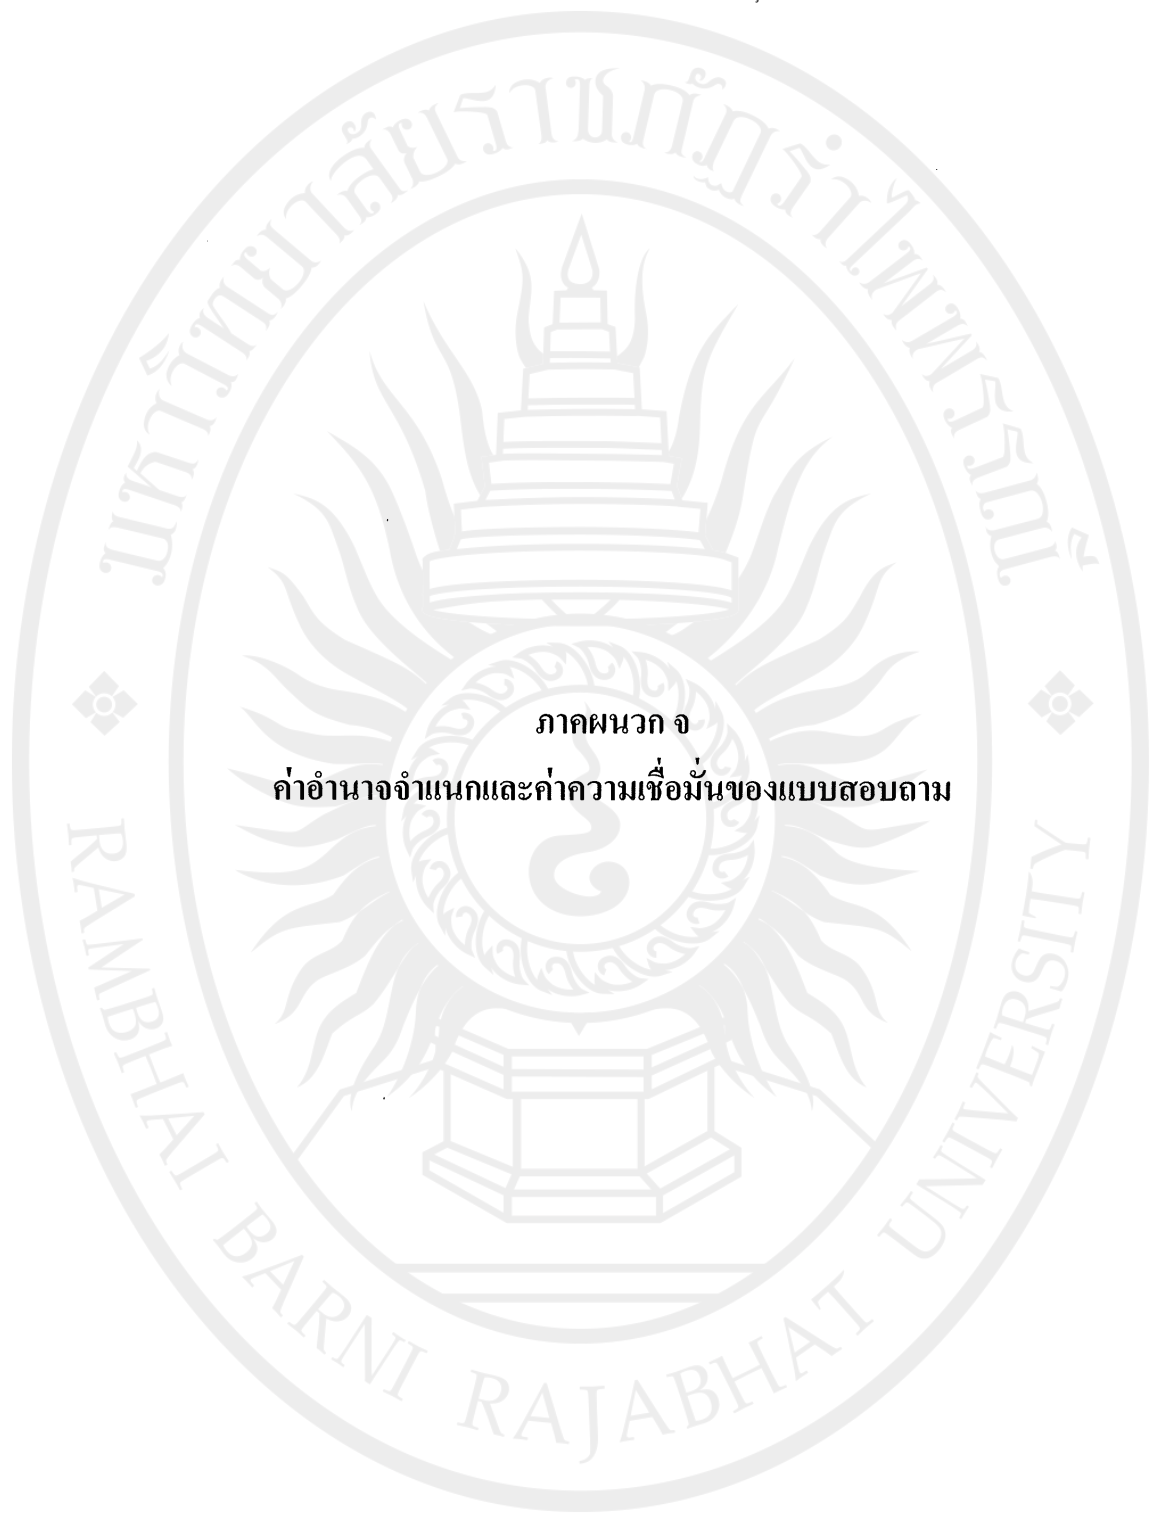 มหาวิทยาลัยราชภัฏรำไพพรรณี
ภาคผนวก จ
ค่าอำนาจจำแนกและค่าความเชื่อมั่นของแบบสอบถาม
RAMBHAI BARNI RAJABHAT UNIVERSITY